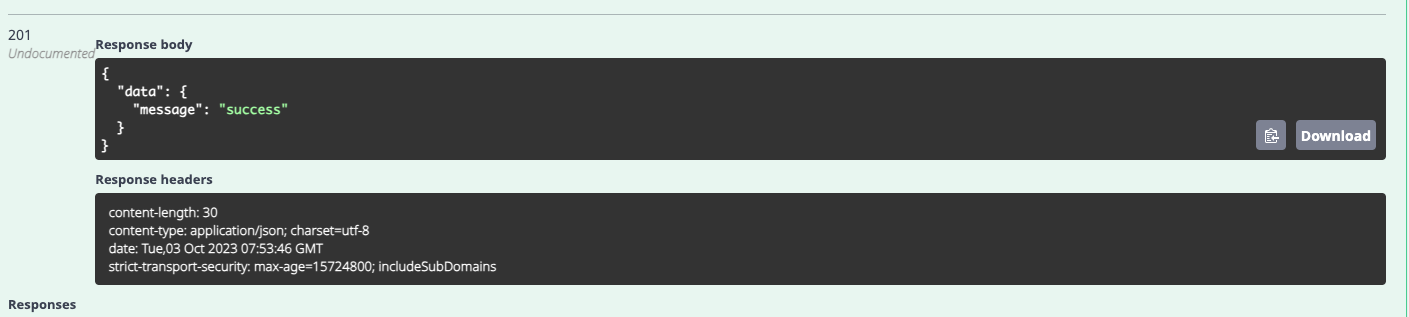 201
Undocumented
Response body
{
"data": {
"message": "success"
}
}
Download
Response headers
content-length: 30
content-type: application/json; charset=utf-8
date: Tue,03 Oct 2023 07:53:46 GMT
strict-transport-security: max-age=15724800; includeSubDomains
Responses